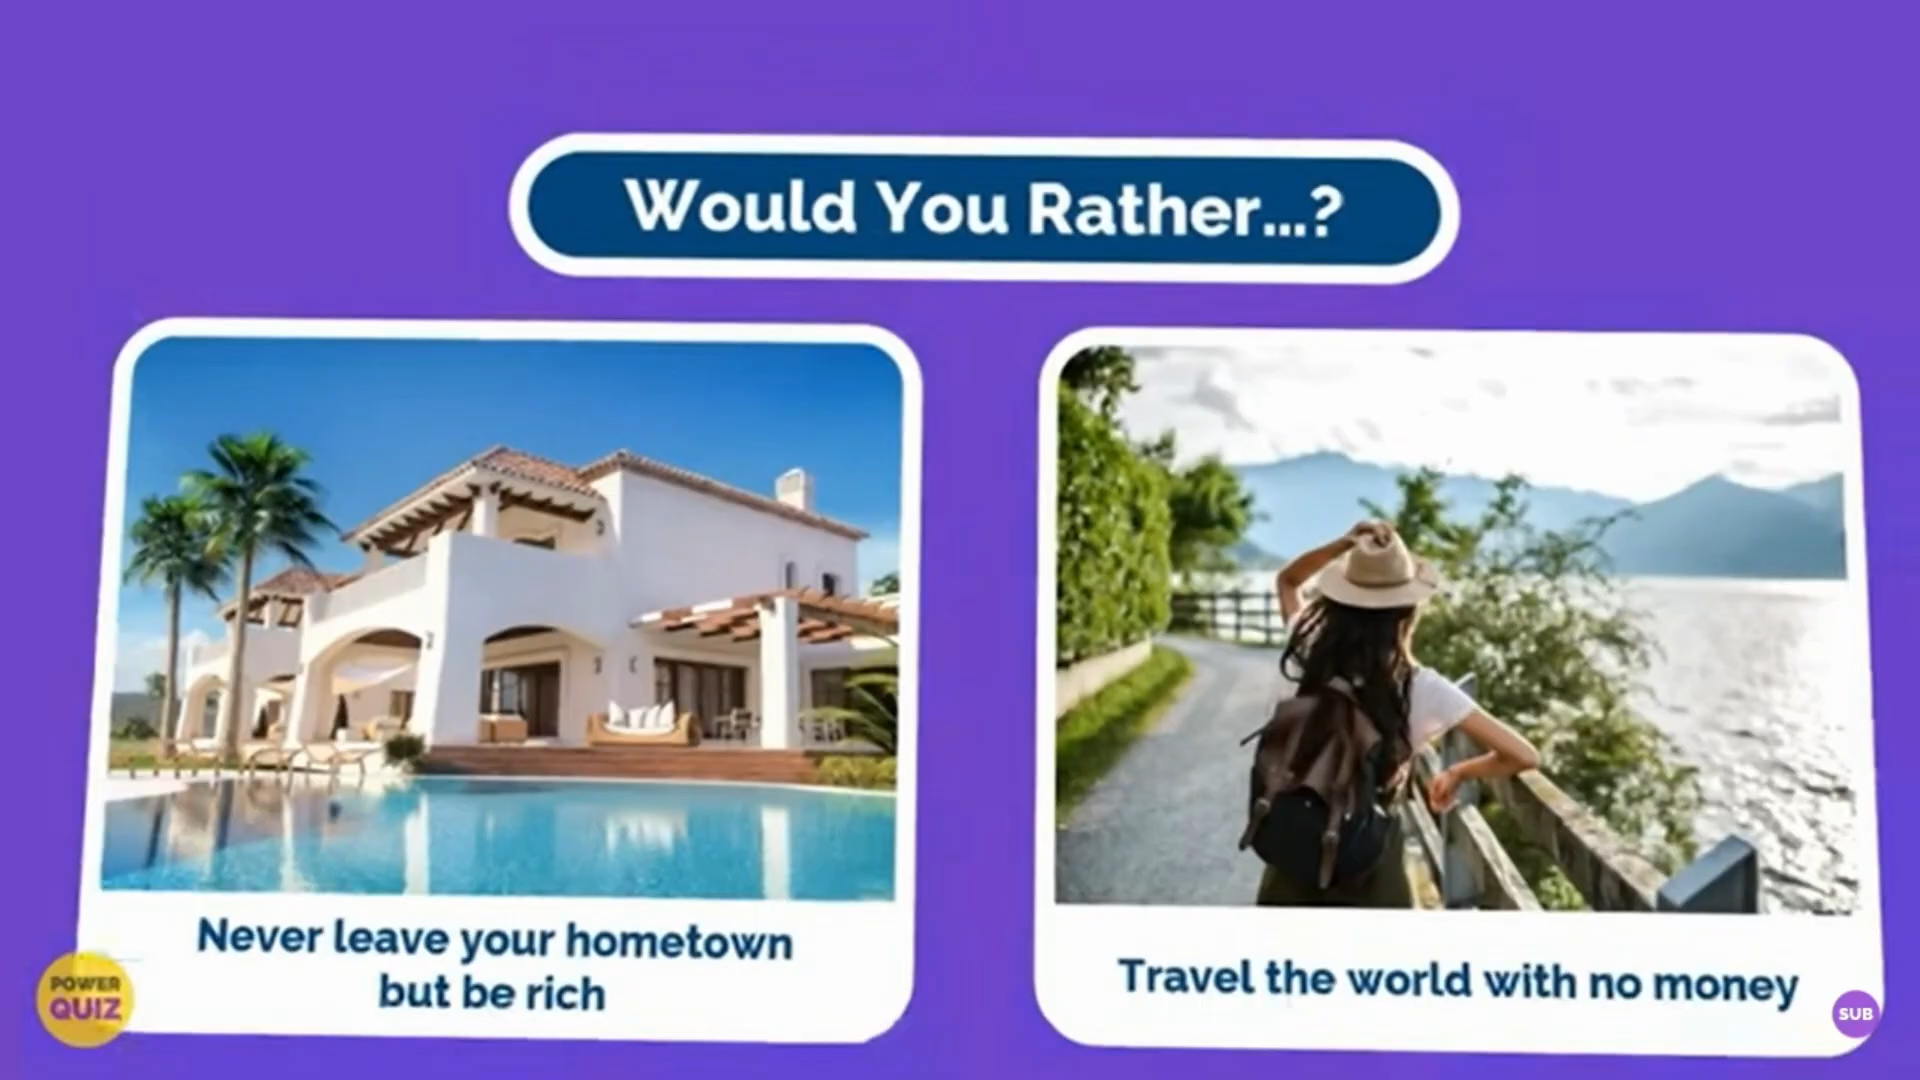 Would You Rather...?
Never leave your hometown
but be rich
Travel the world with no money
POWER
QUIZ
SUB